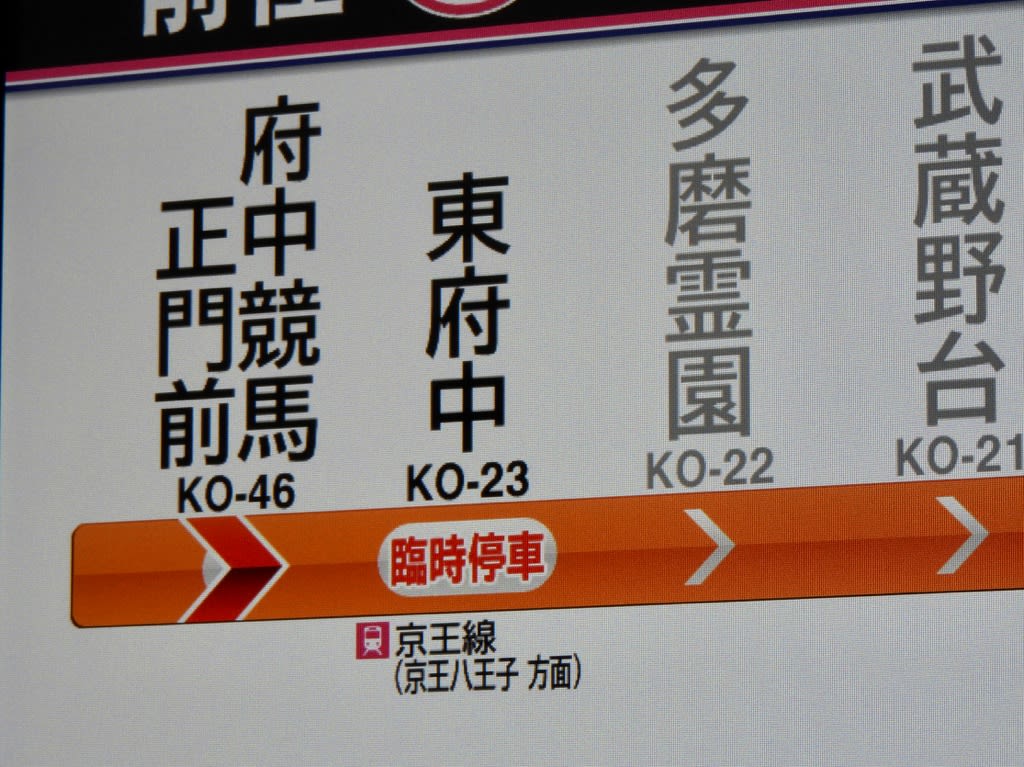 前往
府中競馬
正門前
KO-46
東府中
KO-23
多磨霊園
KO-22
武蔵野台
KO-21
臨時停車
京王線
(京王八王子 方面)